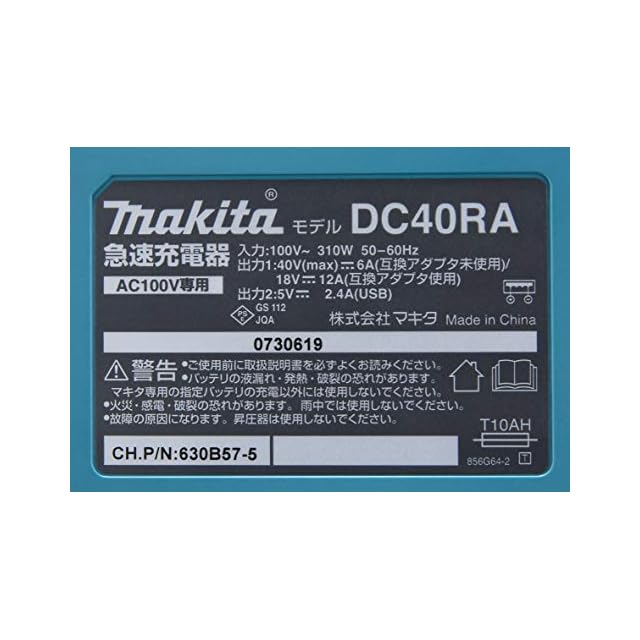 makita® モデル DC40RA
急速充電器
AC100V専用
入力:100V~ 310W 50-60Hz
出力1:40V(max)⎓6A(互換アダプタ未使用)/
18V⎓12A(互換アダプタ使用)
出力2:5V⎓ 2.4A(USB)
PS
E
GS 112
JQA
株式会社マキタ Made in China
0730619
⚠警告 •ご使用前に取扱説明書を必ずよくお読みください。
•バッテリの液漏れ・発熱・破裂の恐れがあります。
マキタ専用の指定バッテリの充電以外には使用しないでください。
•火災・感電・破裂の恐れがあります。雨中では使用しないでください。
•故障の原因になります。昇圧器は使用しないでください。
T10AH
CH.P/N:630B57-5
856G64-2 T